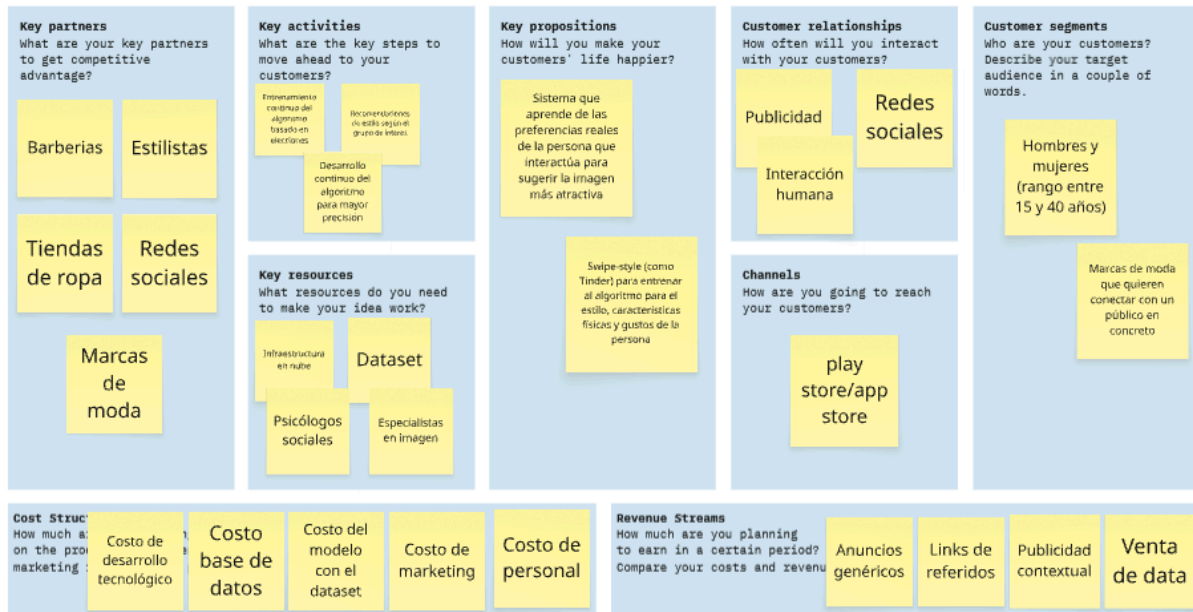 Key partners
What are your key partners
to get competitive
advantage?
Barberias
Estilistas
Tiendas
de ropa
Redes
sociales
Marcas
de
moda
Key activities
What are the key steps to
move ahead to your
customers?
Entrenamiento
continuo del
algoritmo
basado en
elecciones
Recomendaciones
de estilo según el
grupo de interes
Desarrollo
continuo del
algoritmo
para mayor
precisión
Key resources
What resources do you need
to make your idea work?
Infraestructura
en nube
Dataset
Psicólogos
sociales
Especialistas
en imagen
Key propositions
How will you make your
customers' life happier?
Sistema que
aprende de las
preferencias reales
de la persona que
interactúa para
sugerir la imagen
más atractiva
Swipe-style (como
Tinder) para entrenar
al algoritmo para el
estilo, características
físicas y gustos de la
persona
Customer relationships
How often will you interact
with your customers?
Publicidad
Redes
sociales
Interacción
humana
Channels
How are you going to reach
your customers?
play
store/app
store
Customer segments
Who are your customers?
Describe your target
audience in a couple of
words.
Hombres y
mujeres
(rango entre
15 y 40 años)
Marcas de moda
que quieren
conectar con un
público en
concreto
Cost Struc
How much a
on the pro
marketing
Costo de
desarrollo
tecnológico
Costo
base de
datos
Costo del
modelo
con el
dataset
Costo de
marketing
Costo de
personal
Revenue Streams
How much are you planning
to earn in a certain period?
Compare your costs and revenu
Anuncios
genéricos
Links de
referidos
Publicidad
contextual
Venta
de data